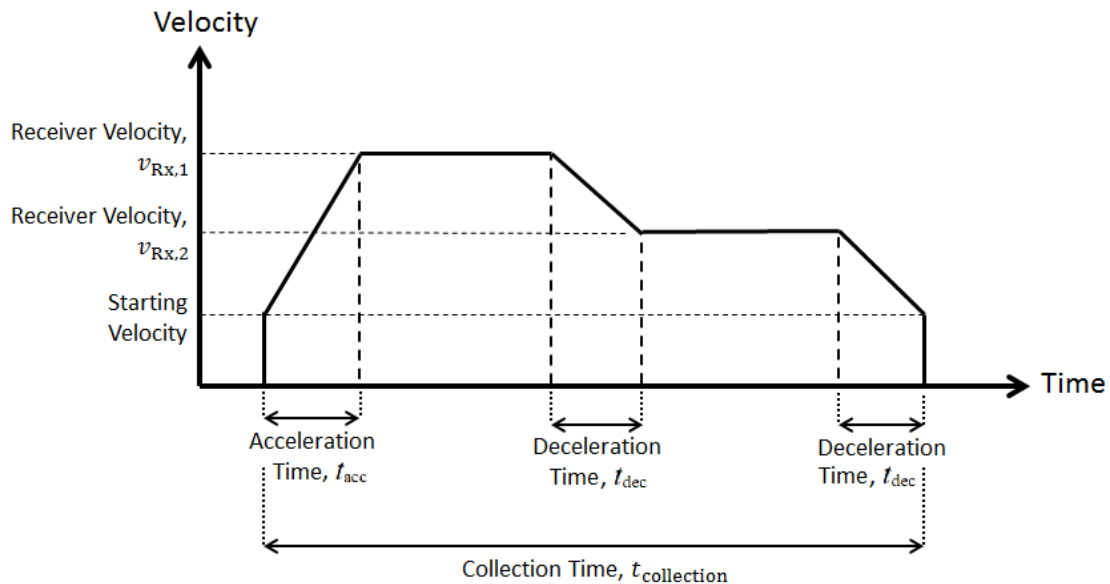 Velocity
Receiver Velocity,
v_Rx,1
Receiver Velocity,
v_Rx,2
Starting
Velocity
Time
Acceleration
Time, t_acc
Deceleration
Time, t_dec
Deceleration
Time, t_dec
Collection Time, t_collection